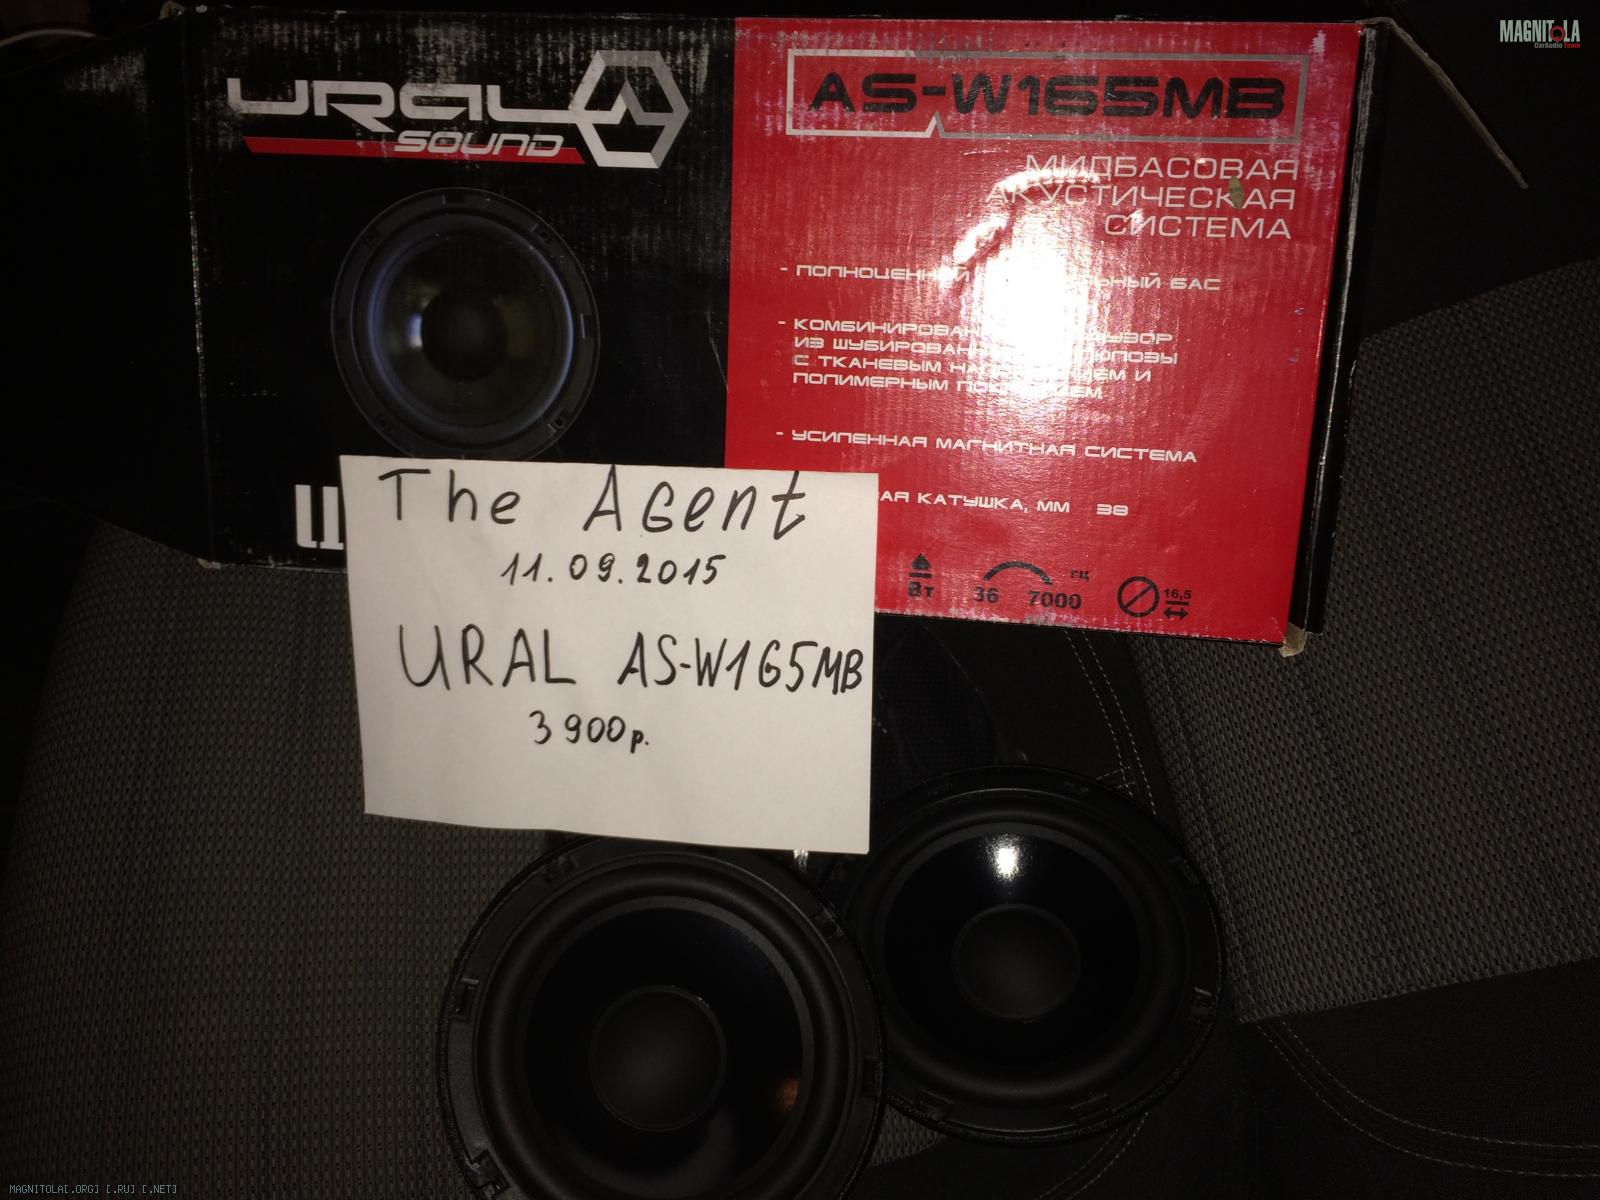 MAGNITOLA
CarAudio Team
URAL
SOUND
AS-W165MB
МИДБАСОВАЯ
АКУСТИЧЕСКАЯ
СИСТЕМА
- ПОЛНОЦЕННЫЙ БАС
- КОМБИНИРОВАН
ИЗ
С ТКАНЕВЫМ И
ПОЛИМЕРНЫМ
- УСИЛЕННАЯ МАГНИТНАЯ СИСТЕМА
КАТУШКА, ММ 38
Вт 36 7000 ГЦ 16,5
The Agent
11.09.2015
URAL AS-W165MB
3900р.
MAGNITOLA[.ORG] [.RU] [.NET]